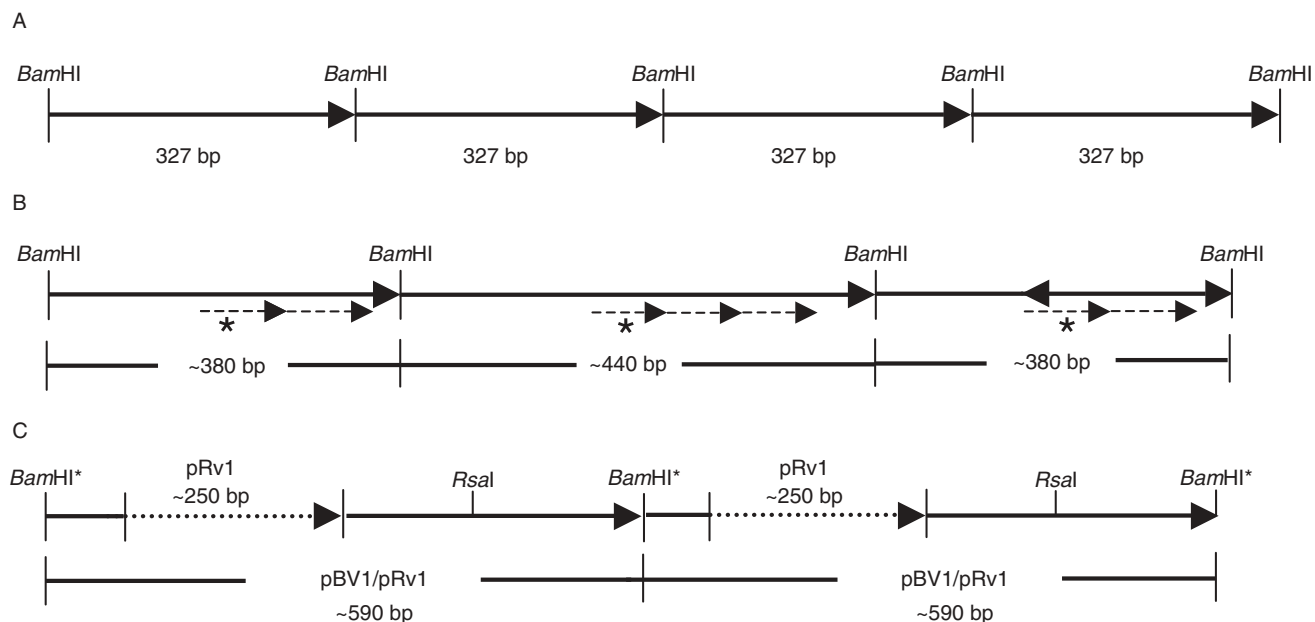 A
BamHI BamHI BamHI BamHI BamHI
327 bp 327 bp 327 bp 327 bp
B
BamHI BamHI BamHI BamHI
* * *
~380 bp ~440 bp ~380 bp
C
BamHI* pRv1 RsaI BamHI* pRv1 RsaI BamHI*
~250 bp ~250 bp
pBV1/pRv1 pBV1/pRv1
~590 bp ~590 bp